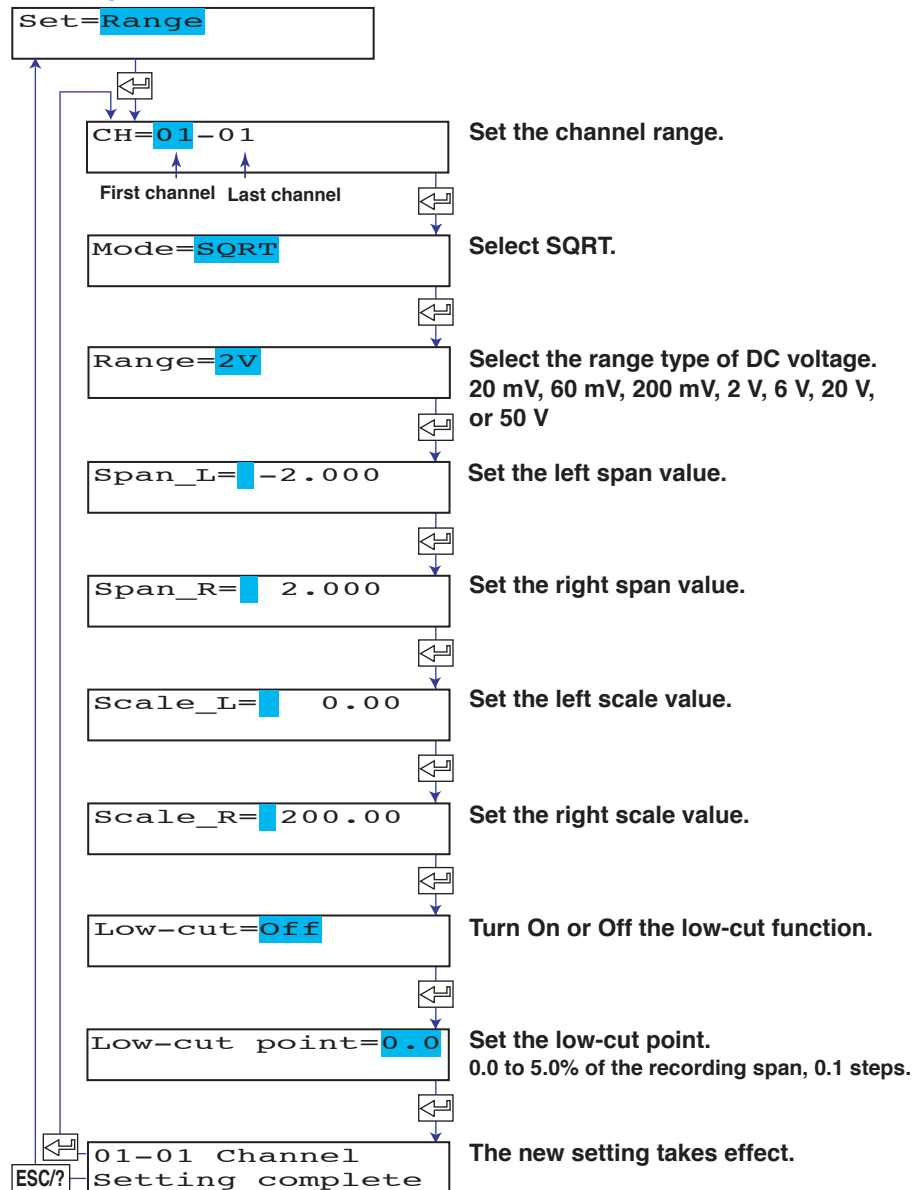 Set=Range
CH=01-01
Set the channel range.
First channel Last channel
Mode=SQRT
Select SQRT.
Range=2V
Select the range type of DC voltage.
20 mV, 60 mV, 200 mV, 2 V, 6 V, 20 V,
or 50 V
Span_L= -2.000
Set the left span value.
Span_R= 2.000
Set the right span value.
Scale_L= 0.00
Set the left scale value.
Scale_R= 200.00
Set the right scale value.
Low-cut=Off
Turn On or Off the low-cut function.
Low-cut point=0.0
Set the low-cut point.
0.0 to 5.0% of the recording span, 0.1 steps.
01-01 Channel
The new setting takes effect.
ESC/?
Setting complete